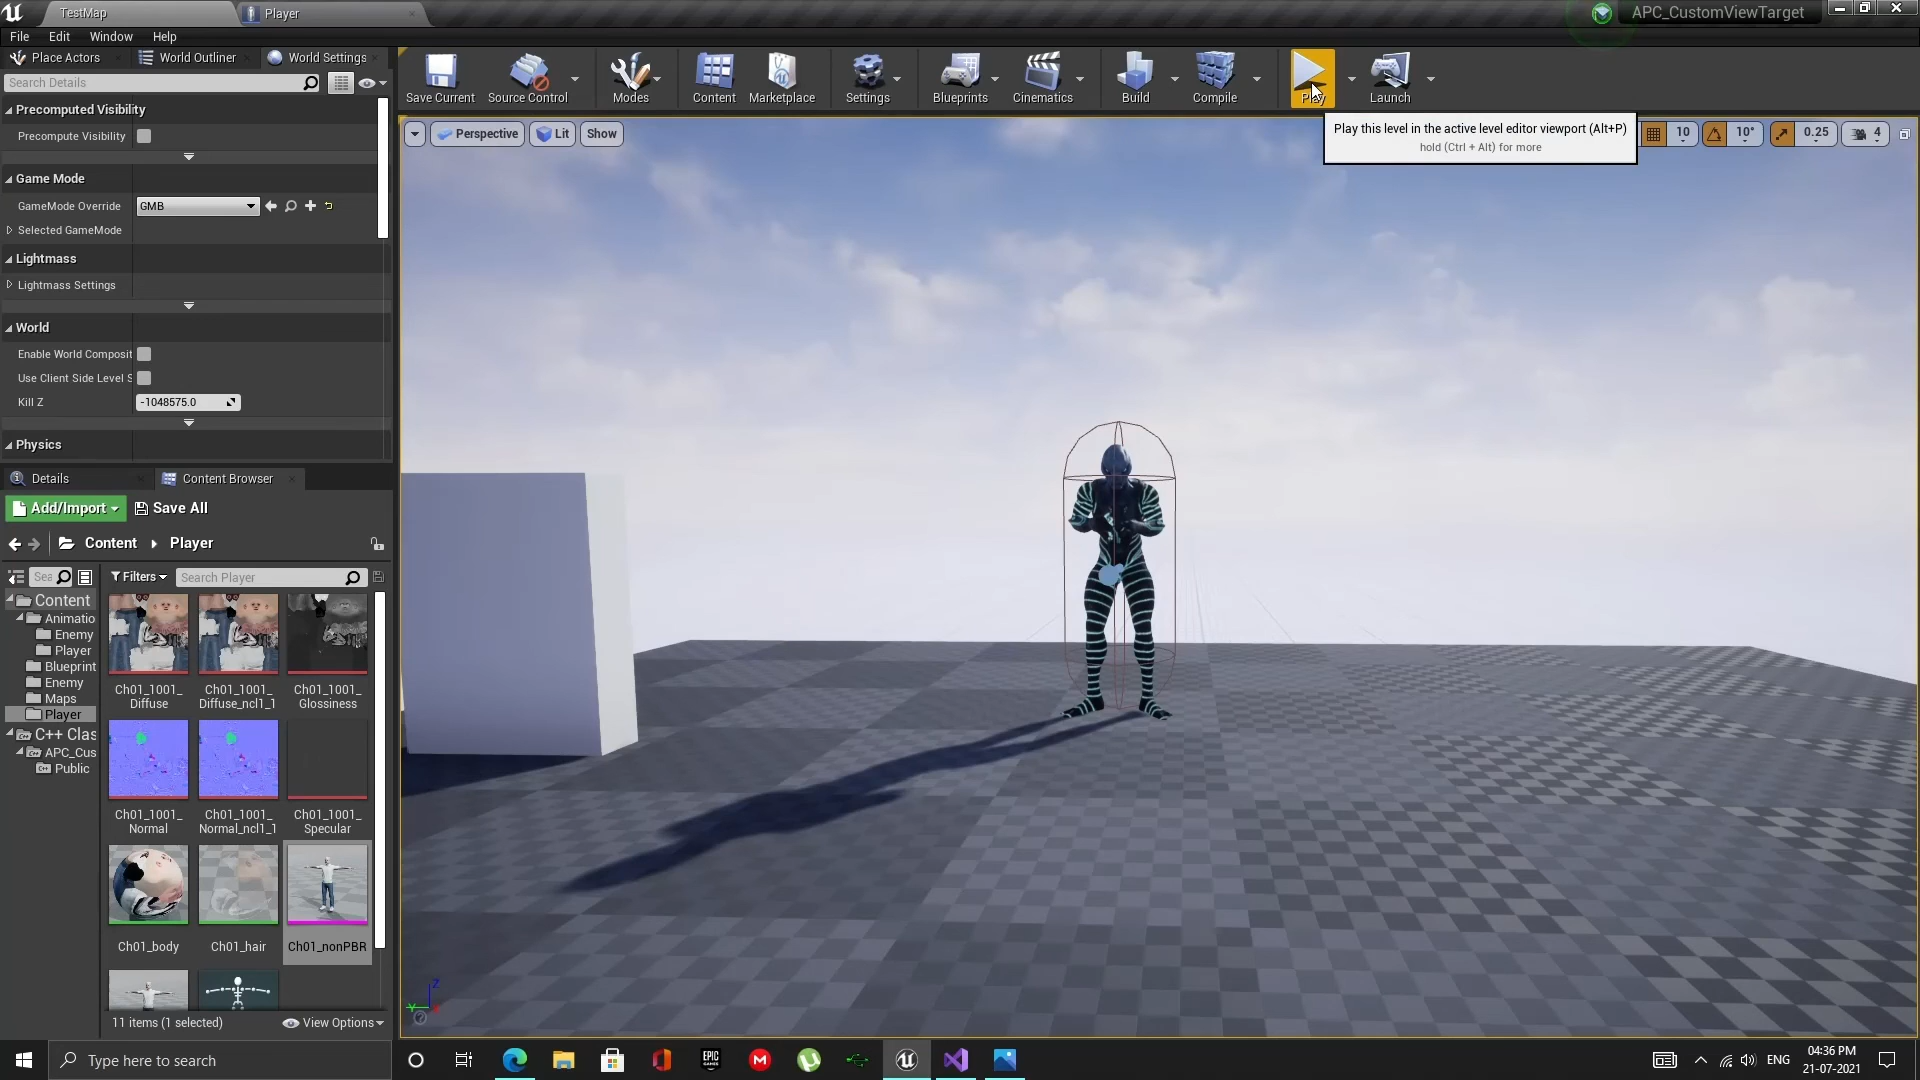 TestMap
Player
APC_CustomViewTarget
File Edit Window Help
Place Actors
World Outliner
World Settings
Search Details
Precomputed Visibility
Precompute Visibility
Game Mode
GameMode Override
GMB
Selected GameMode
Lightmass
Lightmass Settings
World
Enable World Composit
Use Client Side Level S
Kill Z
-1048575.0
Physics
Save Current
Source Control
Modes
Content
Marketplace
Settings
Blueprints
Cinematics
Build
Compile
Play
Launch
Play this level in the active level editor viewport (Alt+P)
hold (Ctrl + Alt) for more
Perspective
Lit
Show
10
10°
0.25
4
Details
Content Browser
Add/Import
Save All
Content
Player
Sea
Filters
Search Player
Content
Animatio
Enemy
Player
Blueprint
Enemy
Maps
Player
C++ Clas
APC_Cus
Public
Ch01_1001_
Diffuse
Ch01_1001_
Diffuse_ncl1_1
Ch01_1001_
Glossiness
Ch01_1001_
Normal
Ch01_1001_
Normal_ncl1_1
Ch01_1001_
Specular
Ch01_body
Ch01_hair
Ch01_nonPBR
11 items (1 selected)
View Options
Z
Y
Type here to search
EPIC
GAMES
ENG
04:36 PM
21-07-2021